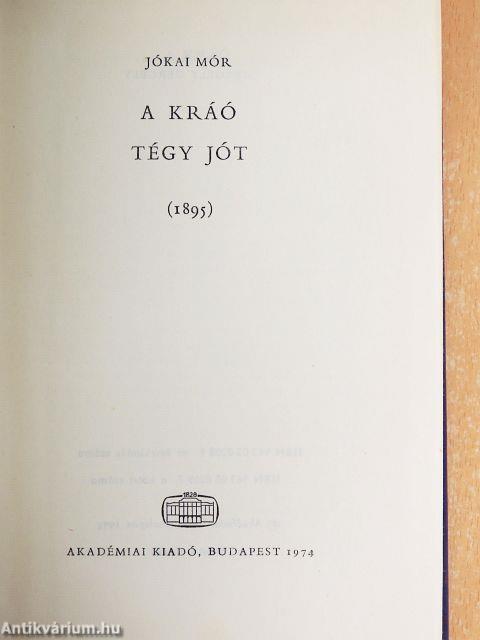 JÓKAI MÓR
A KRÁÓ
TÉGY JÓT
(1895)
1828
AKADÉMIAI KIADÓ, BUDAPEST 1974
Antikvárium.hu